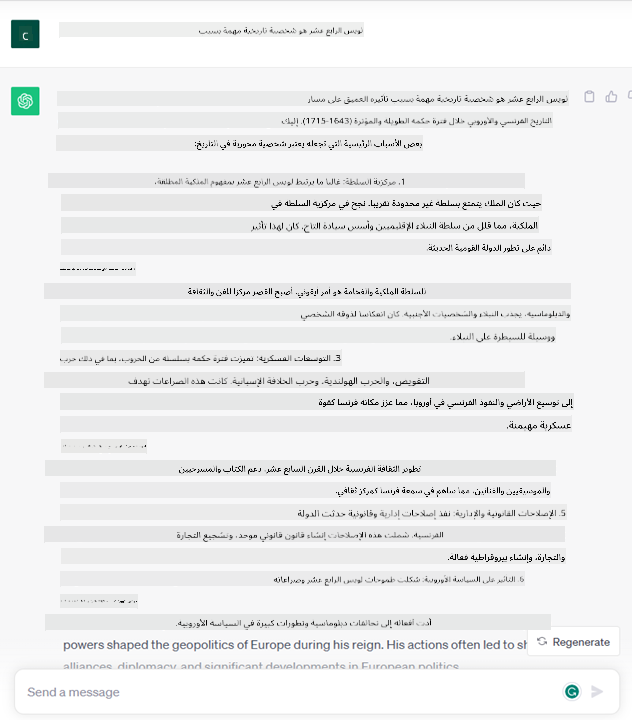 C
لويس الرابع عشر هو شخصية تاريخية مهمة بسبب
لويس الرابع عشر هو شخصية تاريخية مهمة بسبب تأثيره العميق على مسار
التاريخ الفرنسي والأوروبي خلال فترة حكمه الطويلة والمؤثرة (1643-1715). إليك
بعض الأسباب الرئيسية التي تجعله يعتبر شخصية محورية في التاريخ:
1. مركزية السلطة: غالبا ما يرتبط لويس الرابع عشر بمفهوم الملكية المطلقة،
حيث كان الملك يتمتع بسلطة غير محدودة تقريبا. نجح في مركزية السلطة في
الملكية، مما قلل من سلطة النبلاء الإقليميين وأسس سيادة التاج. كان لهذا تأثير
دائم على تطور الدولة القومية الحديثة.
للسلطة الملكية والفخامة هو أمر أيقوني. أصبح القصر مركزا للفن والثقافة
والدبلوماسية، يجذب النبلاء والشخصيات الأجنبية. كان انعكاسا لذوقه الشخصي
ووسيلة للسيطرة على النبلاء.
3. التوسعات العسكرية: تميزت فترة حكمه بسلسلة من الحروب، بما في ذلك حرب
التفويض، والحرب الهولندية، وحرب الخلافة الإسبانية. كانت هذه الصراعات تهدف
إلى توسيع الأراضي والنفوذ الفرنسي في أوروبا، مما عزز مكانة فرنسا كقوة
عسكرية مهيمنة.
تطوير الثقافة الفرنسية خلال القرن السابع عشر. دعم الكتاب والمسرحيين
والموسيقيين والفنانين، مما ساهم في سمعة فرنسا كمركز ثقافي.
5. الإصلاحات القانونية والإدارية: نفذ إصلاحات إدارية وقانونية حدثت الدولة
الفرنسية. شملت هذه الإصلاحات إنشاء قانون قانوني موحد، وتشجيع التجارة
والتجارة، وإنشاء بيروقراطية فعالة.
6. التأثير على السياسة الأوروبية: شكلت طموحات لويس الرابع عشر وصراعاته
أدت أفعاله إلى تحالفات دبلوماسية وتطورات كبيرة في السياسة الأوروبية.
powers shaped the geopolitics of Europe during his reign. His actions often led to
alliances, diplomacy, and significant developments in European politics.
Regenerate
Send a message